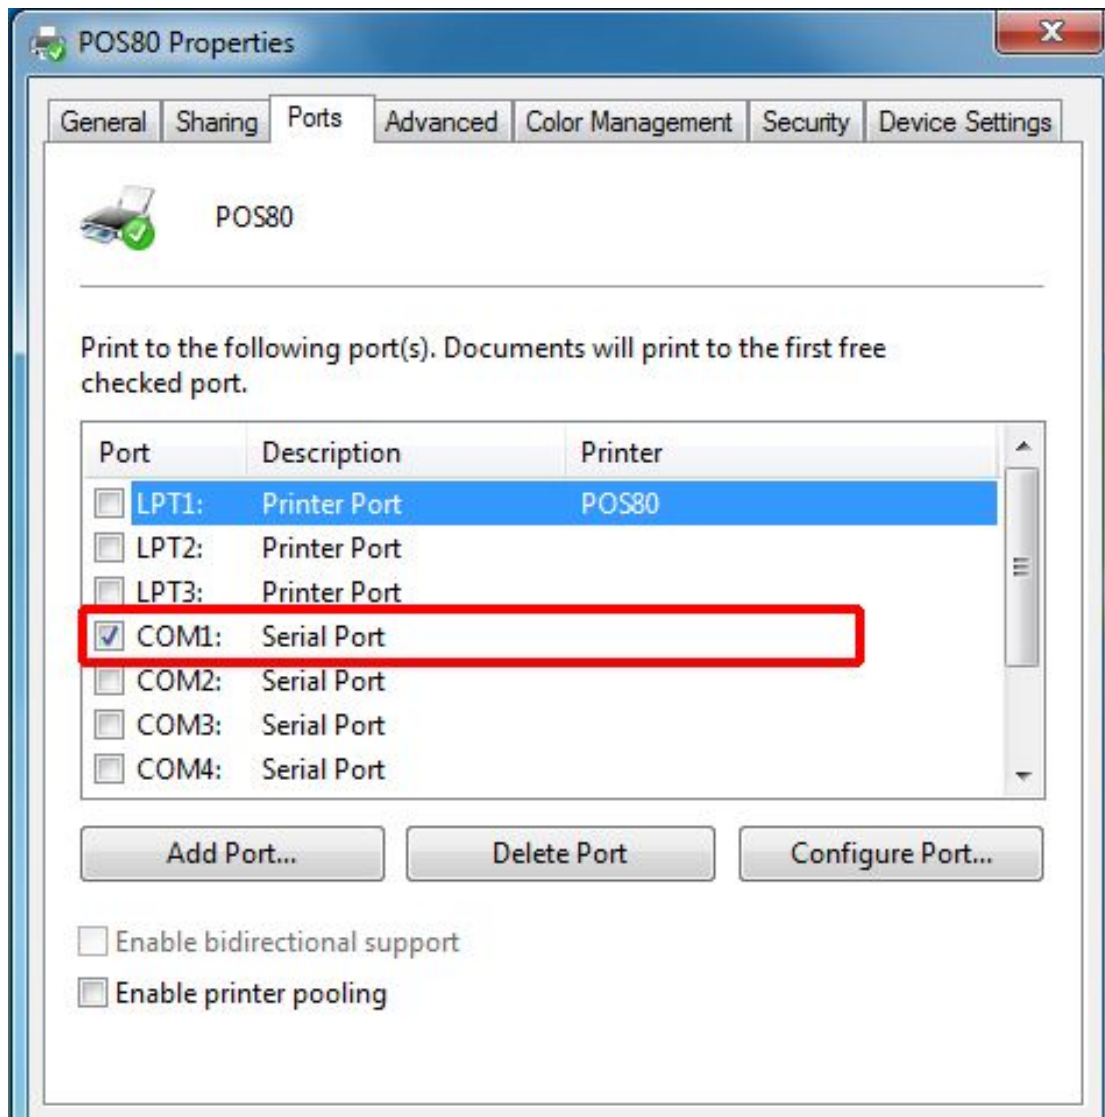 POS80 Properties
General Sharing Ports Advanced Color Management Security Device Settings
POS80
Print to the following port(s). Documents will print to the first free
checked port.
Port Description Printer
LPT1: Printer Port POS80
LPT2: Printer Port
LPT3: Printer Port
COM1: Serial Port
COM2: Serial Port
COM3: Serial Port
COM4: Serial Port
Add Port... Delete Port Configure Port...
Enable bidirectional support
Enable printer pooling